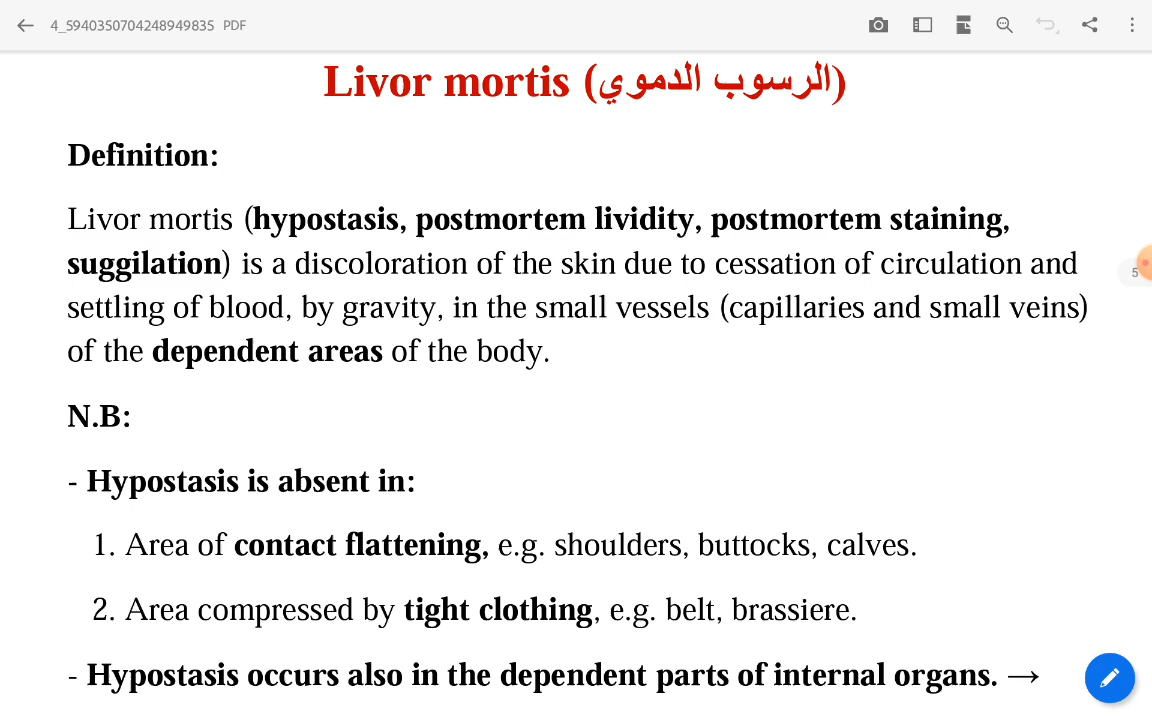 4_5940350704248949835 PDF
Livor mortis (الرسوب الدموي)
Definition:
Livor mortis (hypostasis, postmortem lividity, postmortem staining,
suggilation) is a discoloration of the skin due to cessation of circulation and
settling of blood, by gravity, in the small vessels (capillaries and small veins)
of the dependent areas of the body.
N.B:
- Hypostasis is absent in:
1. Area of contact flattening, e.g. shoulders, buttocks, calves.
2. Area compressed by tight clothing, e.g. belt, brassiere.
- Hypostasis occurs also in the dependent parts of internal organs. →
5